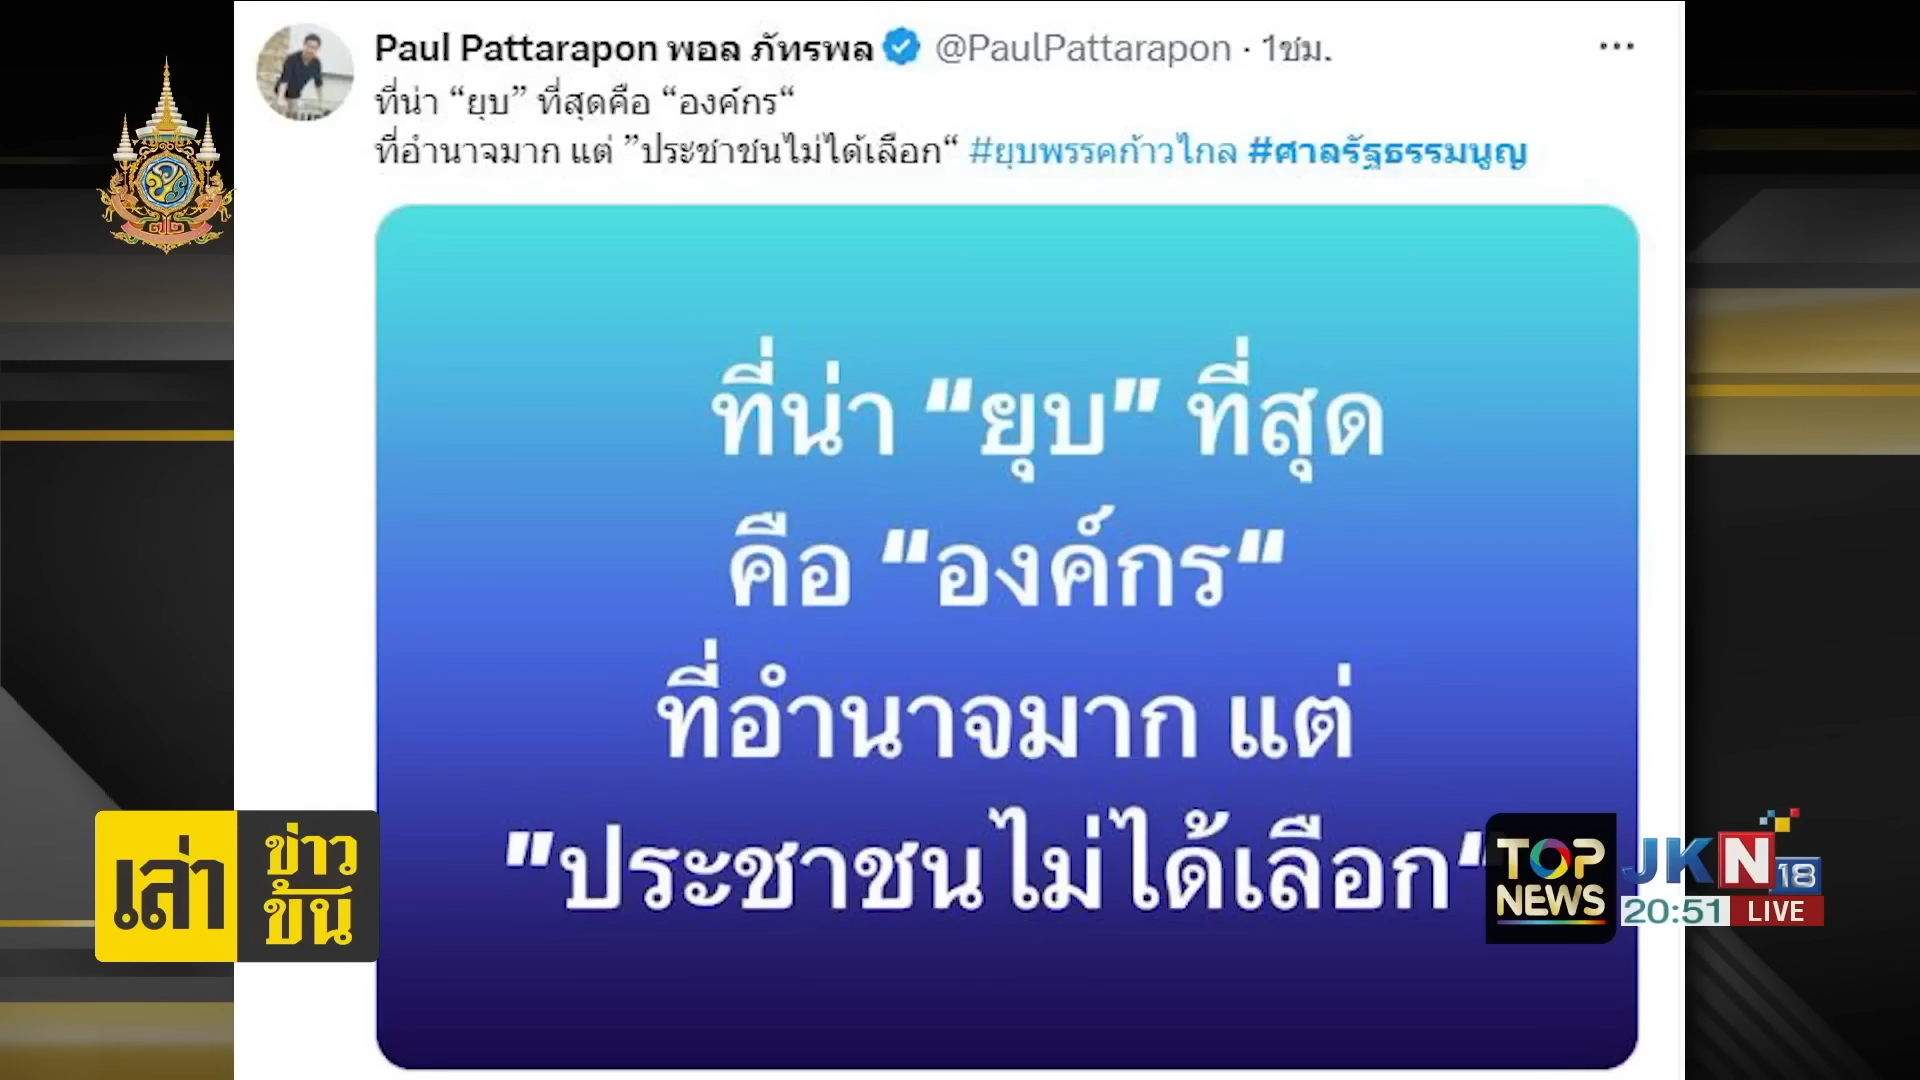 Paul Pattarapon พอล ภัทรพล @PaulPattarapon · 1ชม.
ที่น่า “ยุบ” ที่สุดคือ “องค์กร“
ที่อำนาจมาก แต่ ”ประชาชนไม่ได้เลือก“ #ยุบพรรคก้าวไกล #ศาลรัฐธรรมนูญ
ที่น่า “ยุบ” ที่สุด
คือ “องค์กร“
ที่อำนาจมาก แต่
”ประชาชนไม่ได้เลือก“
เล่า
ข่าว
ข้น
TOP
NEWS
JKN18
20:51 LIVE